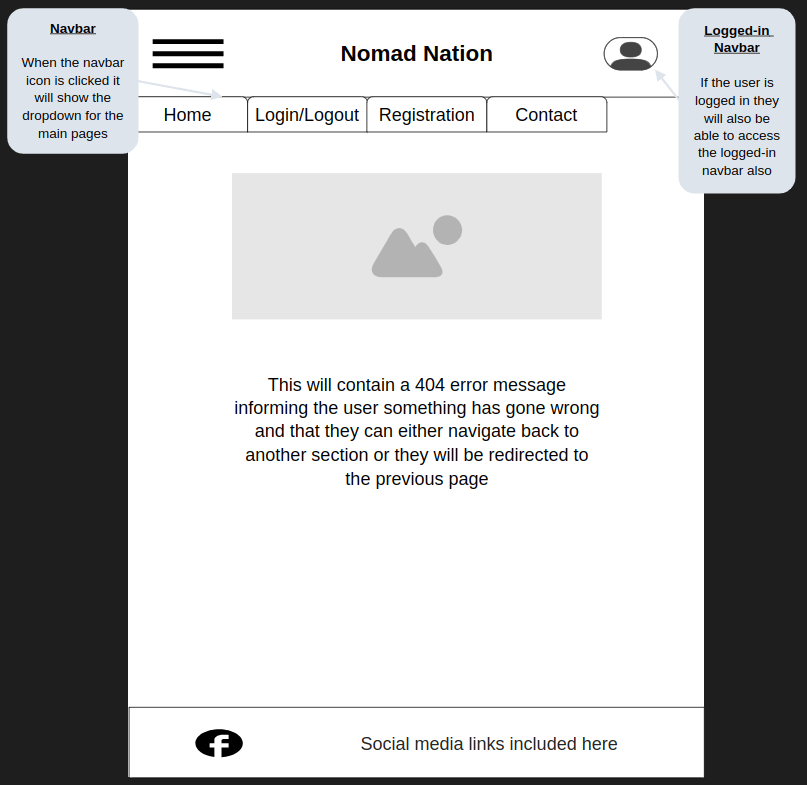 Navbar
When the navbar
icon is clicked it
will show the
dropdown for the
main pages
Nomad Nation
Logged-in
Navbar
If the user is
logged in they
will also be
able to access
the logged-in
navbar also
Home Login/Logout Registration Contact
This will contain a 404 error message
informing the user something has gone wrong
and that they can either navigate back to
another section or they will be redirected to
the previous page
f Social media links included here